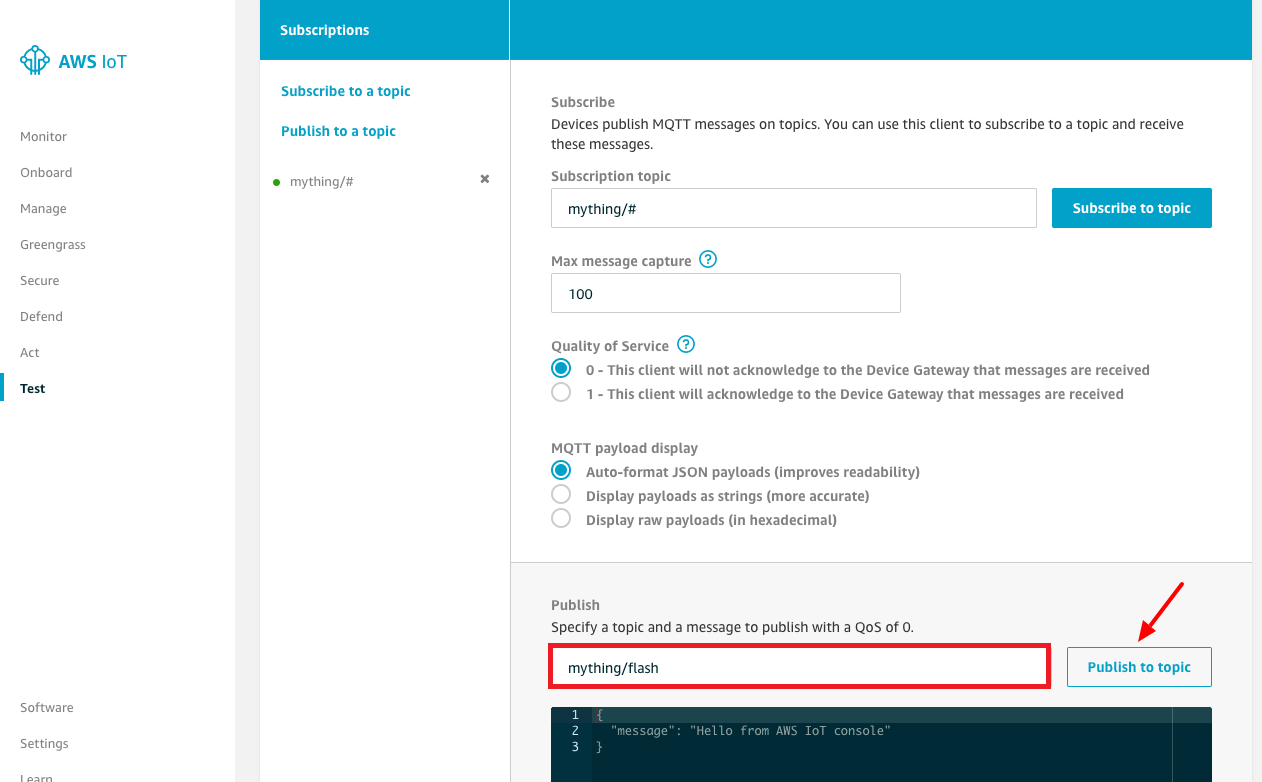 AWS IoT
Monitor
Onboard
Manage
Greengrass
Secure
Defend
Act
Test
Software
Settings
Learn
Subscriptions
Subscribe to a topic
Publish to a topic
mything/#
Subscribe
Devices publish MQTT messages on topics. You can use this client to subscribe to a topic and receive
these messages.
Subscription topic
mything/#
Subscribe to topic
Max message capture ?
100
Quality of Service ?
0 - This client will not acknowledge to the Device Gateway that messages are received
1 - This client will acknowledge to the Device Gateway that messages are received
MQTT payload display
Auto-format JSON payloads (improves readability)
Display payloads as strings (more accurate)
Display raw payloads (in hexadecimal)
Publish
Specify a topic and a message to publish with a QoS of 0.
mything/flash
Publish to topic
1 {
2 "message": "Hello from AWS IoT console"
3 }